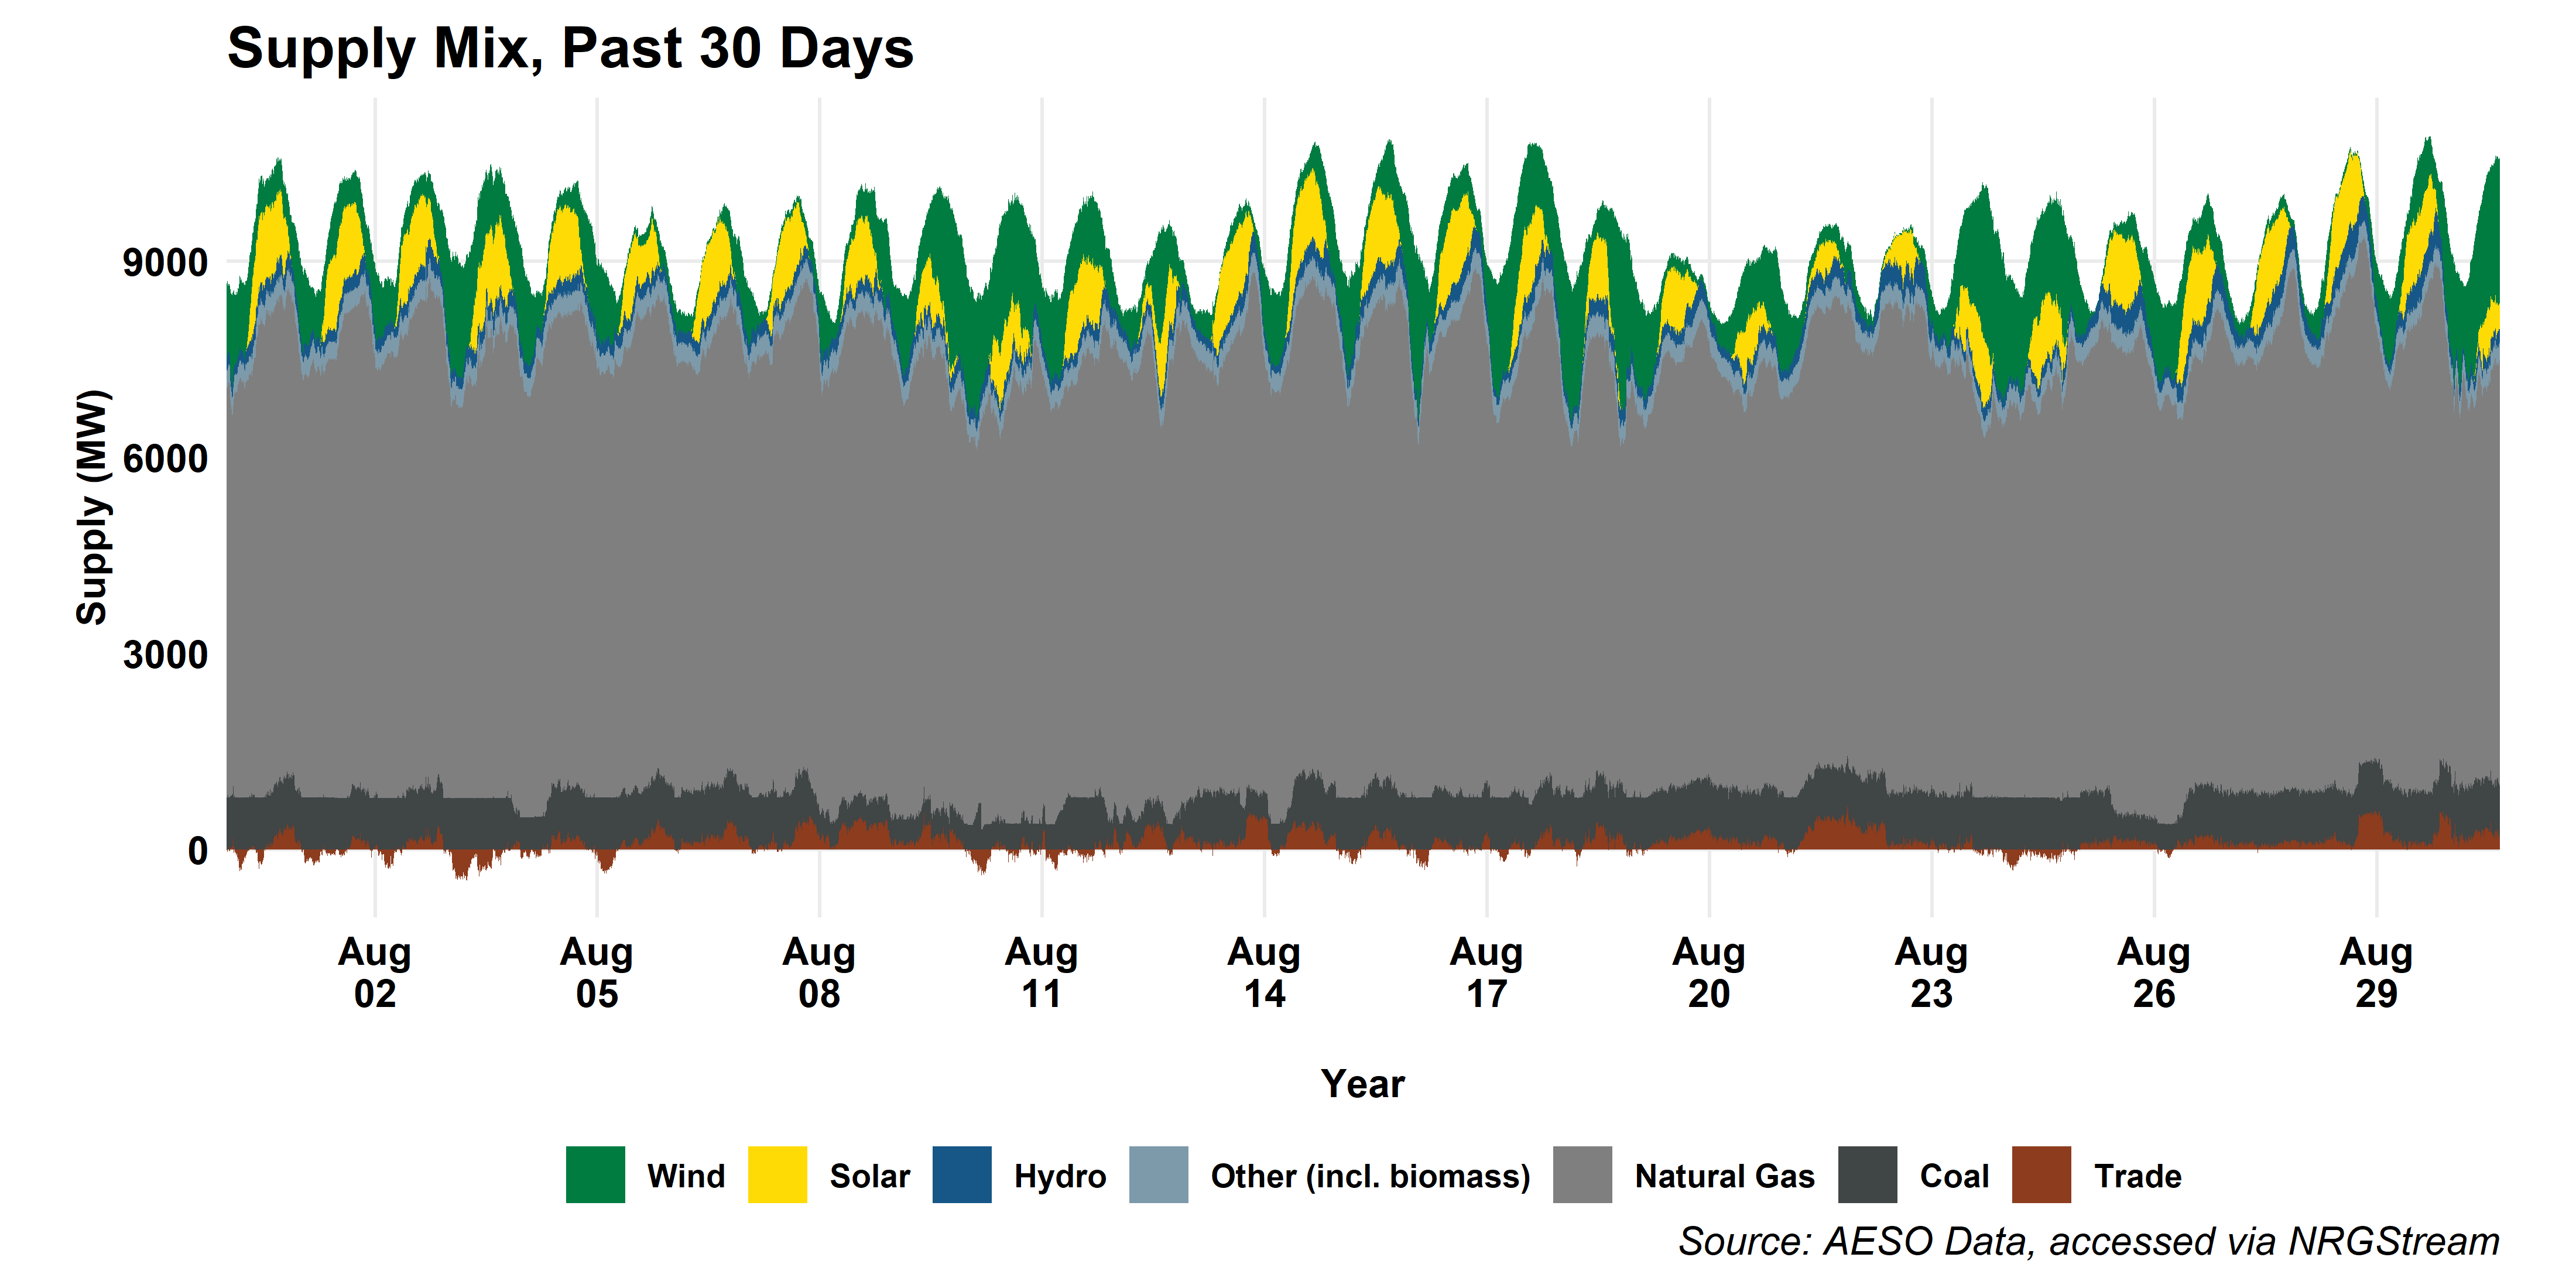 Supply Mix, Past 30 Days
Supply (MW)
9000
6000
3000
0
Aug 02
Aug 05
Aug 08
Aug 11
Aug 14
Aug 17
Aug 20
Aug 23
Aug 26
Aug 29
Year
Wind Solar Hydro Other (incl. biomass) Natural Gas Coal Trade
Source: AESO Data, accessed via NRGStream